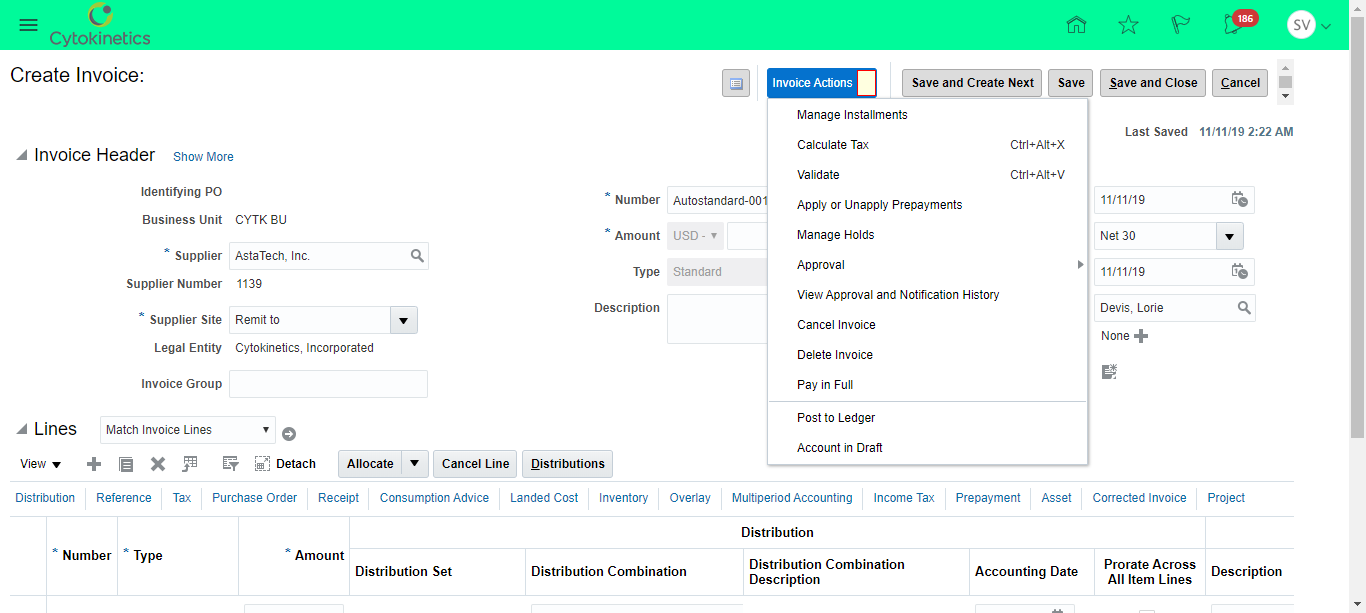 Cytokinetics
186
SV
Create Invoice:
Invoice Actions
Save and Create Next
Save
Save and Close
Cancel
Manage Installments
Calculate Tax Ctrl+Alt+X
Validate Ctrl+Alt+V
Apply or Unapply Prepayments
Manage Holds
Approval
View Approval and Notification History
Cancel Invoice
Delete Invoice
Pay in Full
Post to Ledger
Account in Draft
Last Saved 11/11/19 2:22 AM
Invoice Header Show More
Identifying PO
Business Unit CYTK BU
* Supplier AstaTech, Inc.
Supplier Number 1139
* Supplier Site Remit to
Legal Entity Cytokinetics, Incorporated
Invoice Group
* Number Autostandard-001
* Amount USD -
Type Standard
Description
11/11/19
Net 30
11/11/19
Devis, Lorie
None
Lines Match Invoice Lines
View Detach Allocate Cancel Line Distributions
Distribution Reference Tax Purchase Order Receipt Consumption Advice Landed Cost Inventory Overlay Multiperiod Accounting Income Tax Prepayment Asset Corrected Invoice Project
Distribution
* Number * Type * Amount
Distribution Set
Distribution Combination
Distribution Combination
Description
Accounting Date
Prorate Across
All Item Lines
Description